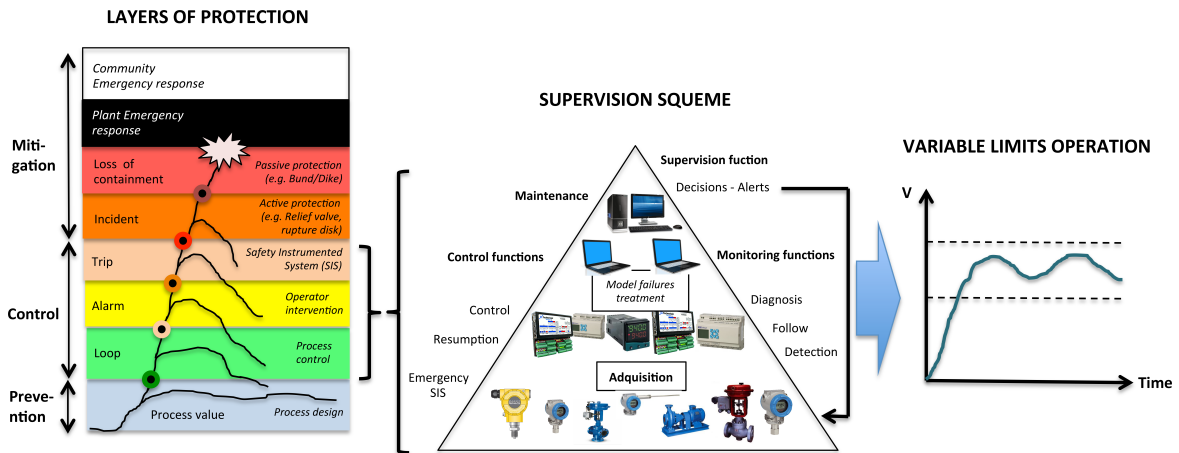 LAYERS OF PROTECTION
Community
Emergency response
Plant Emergency
response
Miti-
gation
Loss of
containment
Passive protection
(e.g. Bund/Dike)
Incident
Active protection
(e.g. Relief valve,
rupture disk)
Trip
Safety Instrumented
System (SIS)
Control
Alarm
Operator
intervention
Loop
Process
control
Preve-
ntion
Process value
Process design
SUPERVISION SQUEME
Supervision fuction
Decisions - Alerts
Maintenance
Control functions
Monitoring functions
Model failures
treatment
Control
Diagnosis
Resumption
Follow
Detection
Adquisition
Emergency
SIS
VARIABLE LIMITS OPERATION
V
Time